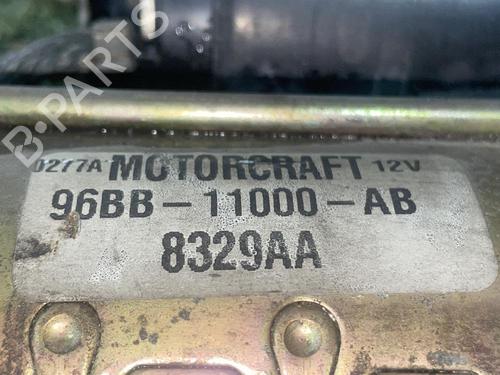 B-PARTS
0277A MOTORCRAFT 12V
96BB-11000-AB
8329AA